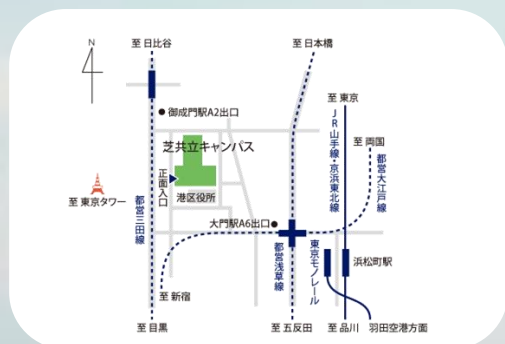 N
至 日比谷
至 日本橋
至 東京
御成門駅A2出口
JR山手線・京浜東北線
至 両国
芝共立キャンパス
都営大江戸線
正面入口
港区役所
至 東京タワー
都営三田線
大門駅A6出口
都営浅草線
東京モノレール
浜松町駅
至 新宿
至 目黒
至 五反田
至 品川
羽田空港方面